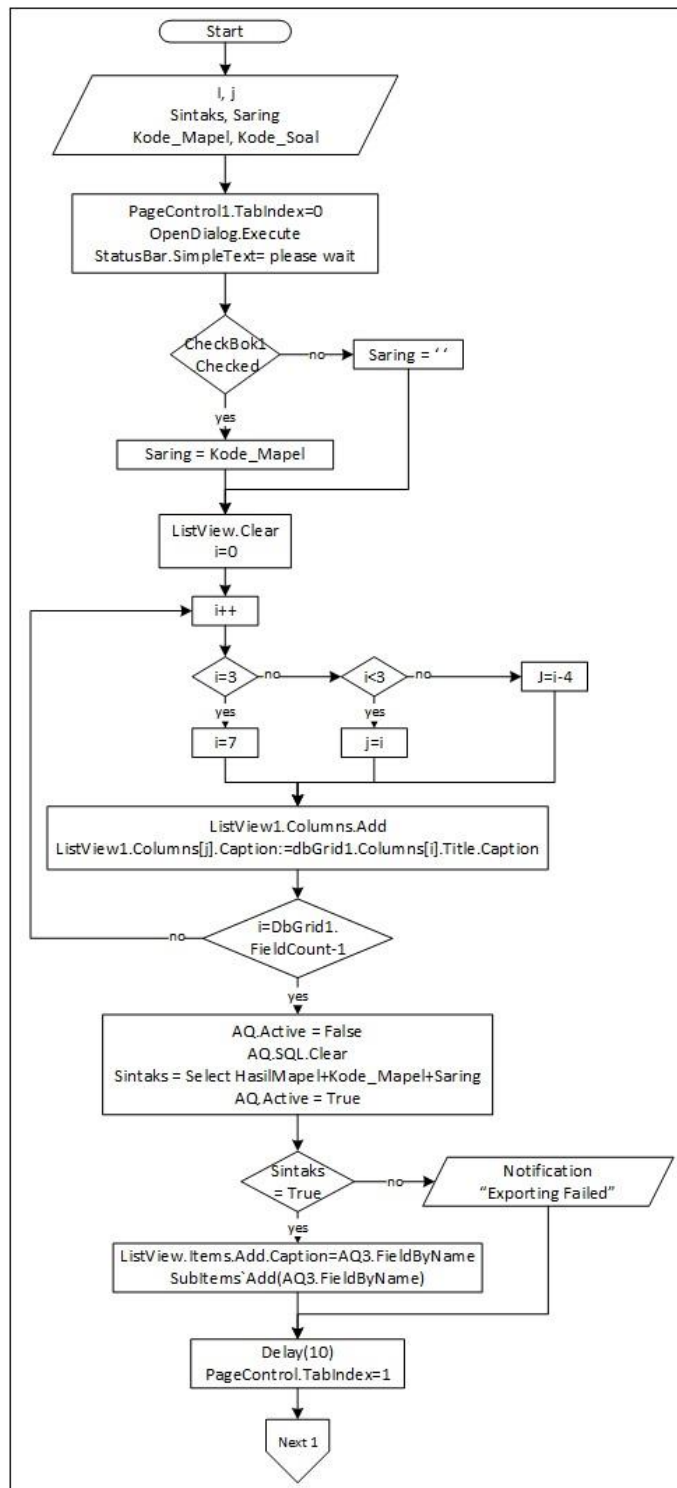 Start
I, j
Sintaks, Saring
Kode_Mapel, Kode_Soal
PageControl1.TabIndex=0
OpenDialog.Execute
StatusBar.SimpleText= please wait
CheckBok1
Checked
no
Saring = ‘ ‘
yes
Saring = Kode_Mapel
ListView.Clear
i=0
i++
i=3
no
i<3
no
J=i-4
yes
yes
i=7
j=i
ListView1.Columns.Add
ListView1.Columns[j].Caption:=dbGrid1.Columns[i].Title.Caption
i=DbGrid1.
FieldCount-1
no
yes
AQ.Active = False
AQ.SQL.Clear
Sintaks = Select HasilMapel+Kode_Mapel+Saring
AQ.Active = True
Sintaks
= True
no
Notification
“Exporting Failed”
yes
ListView.Items.Add.Caption=AQ3.FieldByName
SubItems`Add(AQ3.FieldByName)
Delay(10)
PageControl.TabIndex=1
Next 1